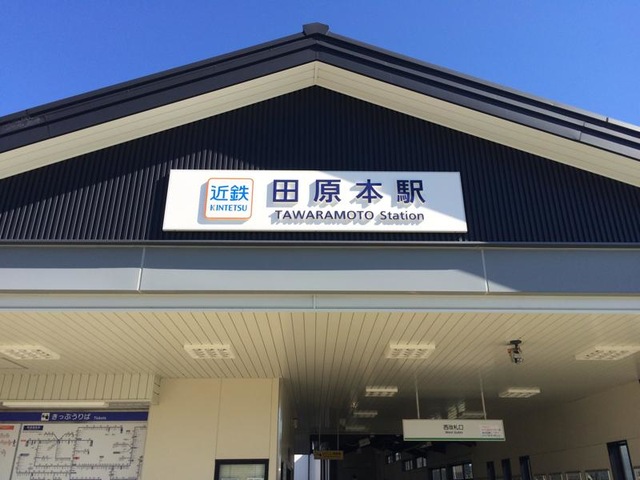 近鉄
KINTETSU
田原本駅
TAWARAMOTO Station
きっぷうりば Tickets
西改札口